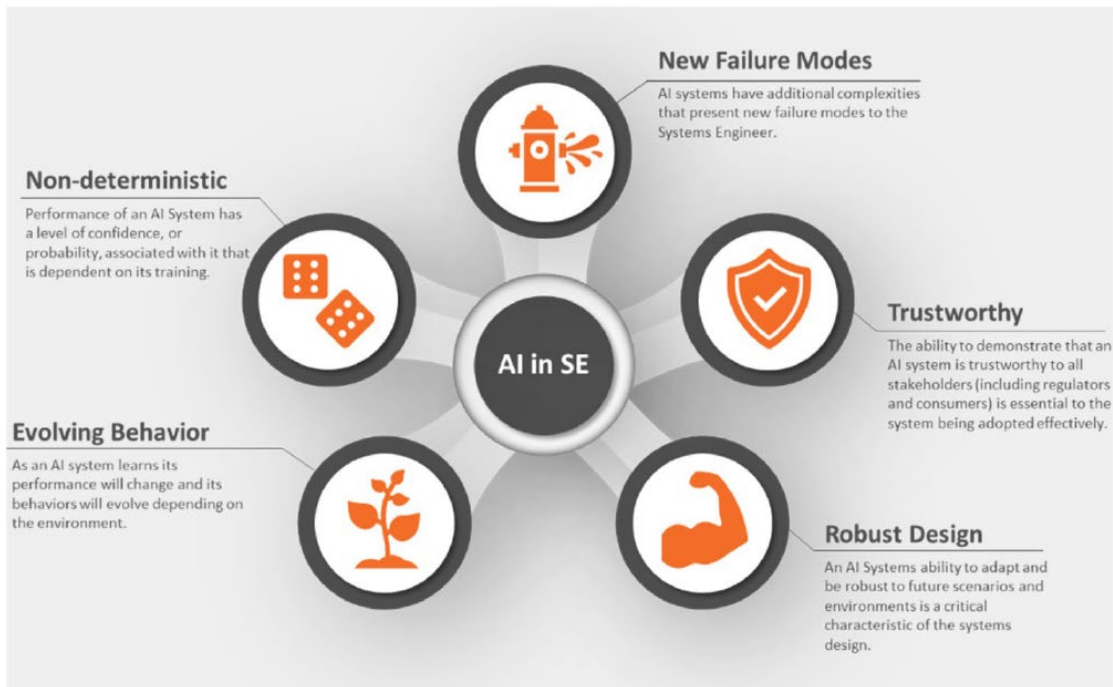 New Failure Modes
AI systems have additional complexities
that present new failure modes to the
Systems Engineer.
Non-deterministic
Performance of an AI System has
a level of confidence, or
probability, associated with it that
is dependent on its training.
AI in SE
Trustworthy
The ability to demonstrate that an
AI system is trustworthy to all
stakeholders (including regulators
and consumers) is essential to the
system being adopted effectively.
Evolving Behavior
As an AI system learns its
performance will change and its
behaviors will evolve depending on
the environment.
Robust Design
An AI Systems ability to adapt and
be robust to future scenarios and
environments is a critical
characteristic of the systems
design.